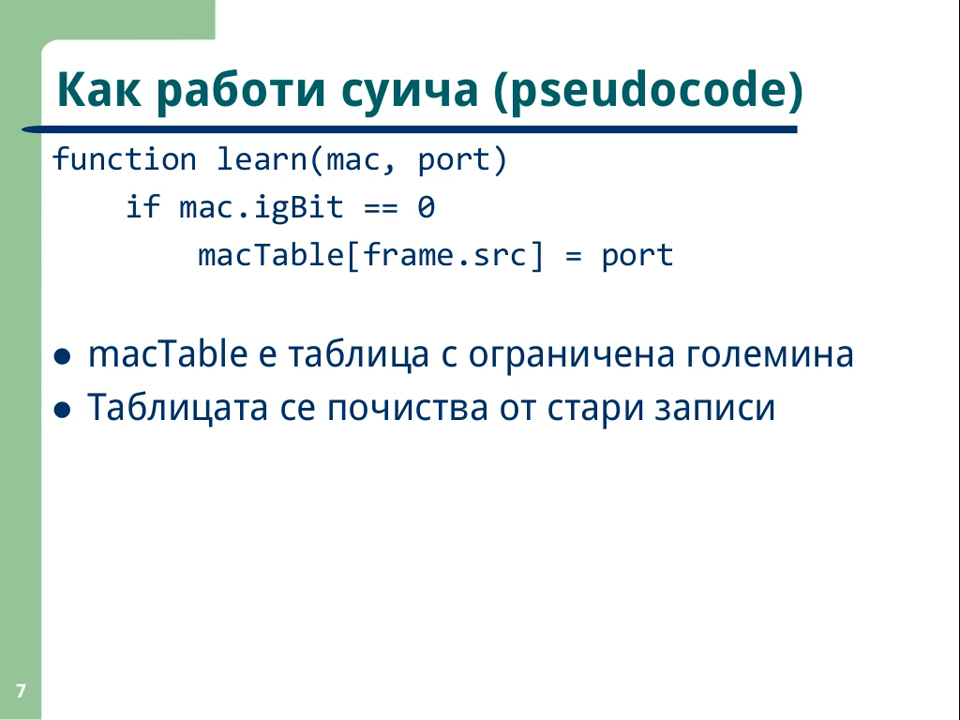 Как работи суича (pseudocode)
function learn(mac, port)
    if mac.igBit == 0
        macTable[frame.src] = port
● macTable е таблица с ограничена големина
● Таблицата се почиства от стари записи
7